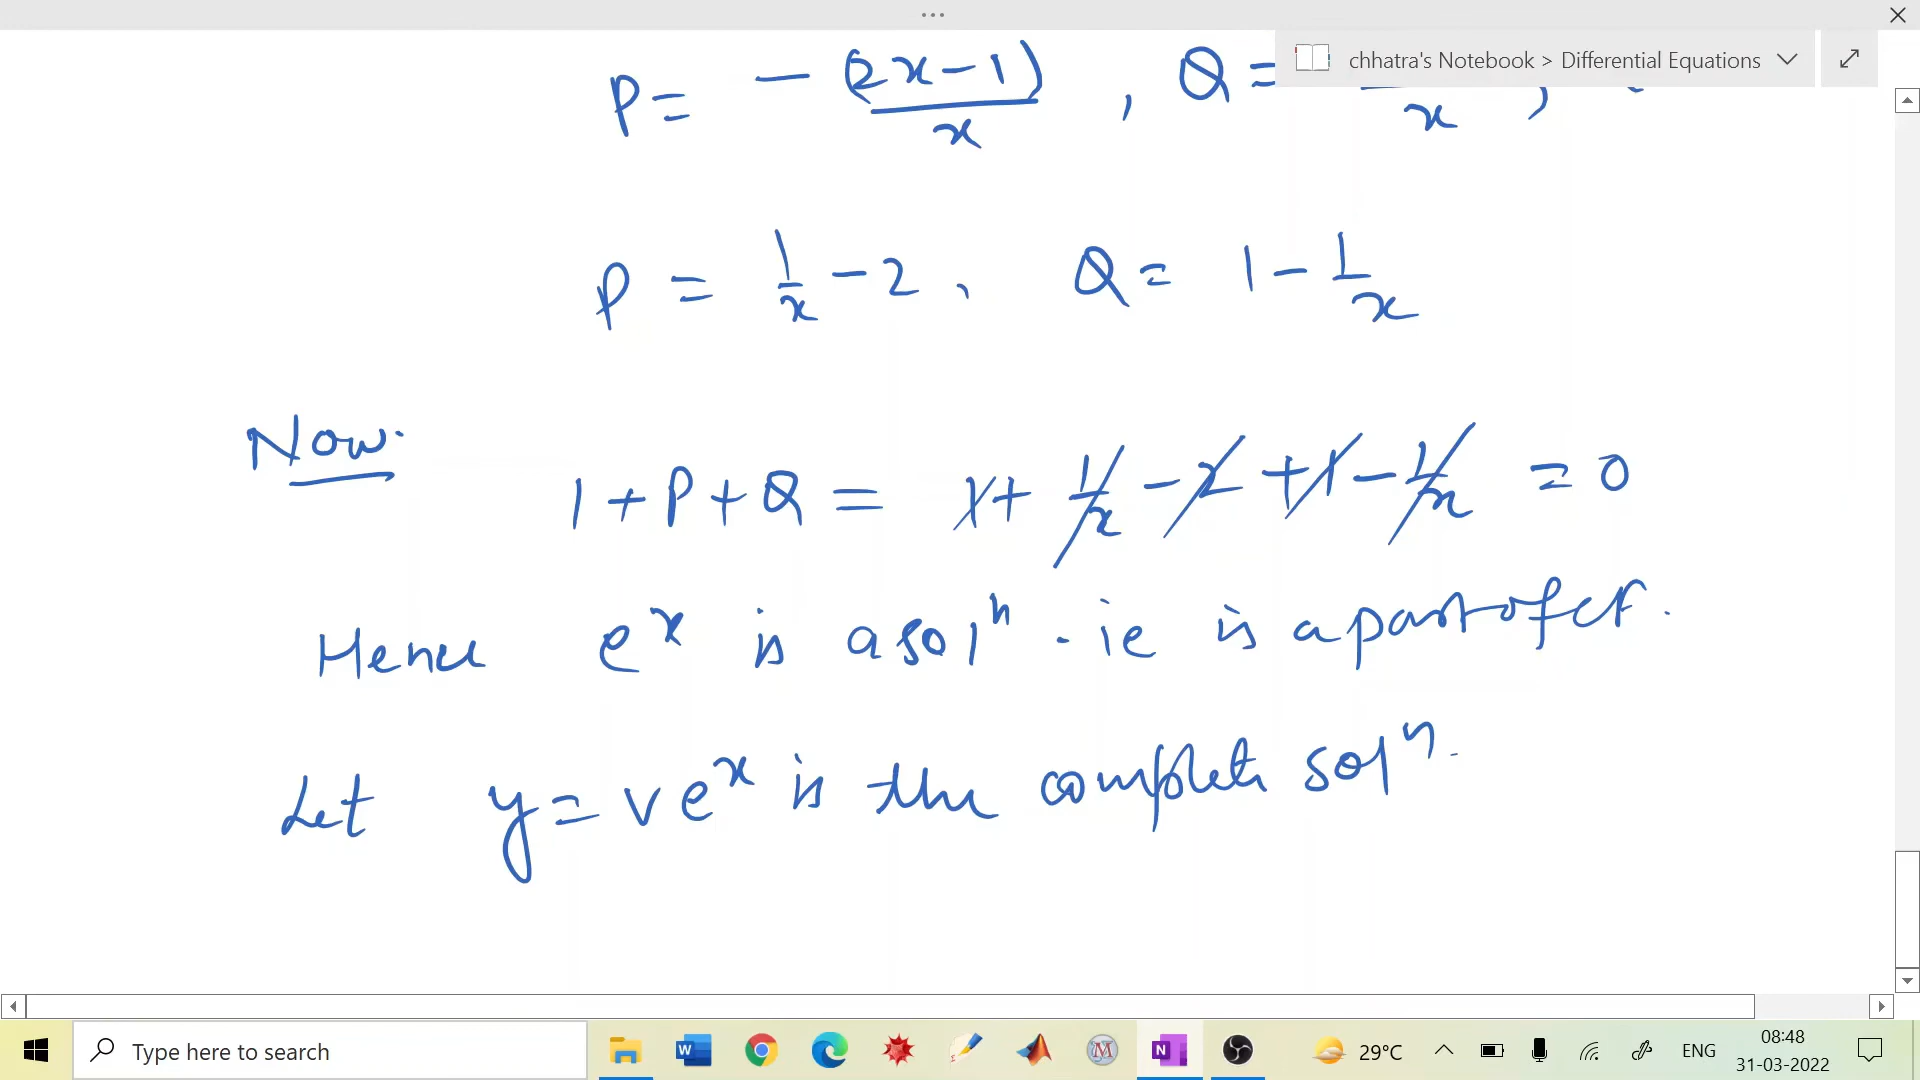 chhatra's Notebook > Differential Equations
P = - (2x-1)/x , Q = /x ,
P = 1/x - 2 , Q = 1 - 1/x
Now.
1 + P + Q = 1 + 1/x - 2 + 1 - 1/x = 0
Hence e^x is a sol^n . ie is a part of cf .
Let y = v e^x is the complete sol^n .
Type here to search
29°C
ENG
08:48
31-03-2022